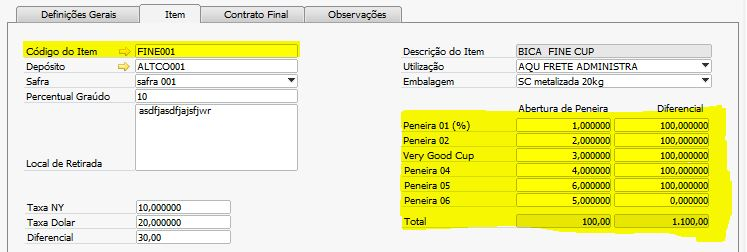 Definições Gerais Item Contrato Final Observações
Código do Item FINE001 Descrição do Item BICA FINE CUP
Depósito ALTCO001 Utilização AQU FRETE ADMINISTRA
Safra safra 001 Embalagem SC metalizada 20kg
Percentual Graúdo 10
asdfjasdfjajsfjwr
Local de Retirada
Abertura de Peneira Diferencial
Peneira 01 (%) 1,000000 100,000000
Peneira 02 2,000000 100,000000
Very Good Cup 3,000000 100,000000
Peneira 04 4,000000 100,000000
Peneira 05 6,000000 100,000000
Peneira 06 5,000000 0,000000
Total 100,00 1.100,00
Taxa NY 10,000000
Taxa Dolar 20,000000
Diferencial 30,00